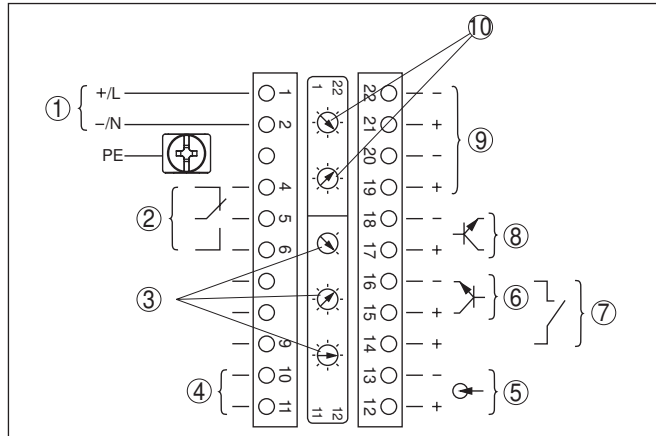 ⑩
① +/L 1 1 22 22 −
−/N 2 21 + ⑨
PE 20 −
4 19 +
② 5 18 − ⑧
6 17 +
16 − ⑥ ⑦
③ 15 +
9 14 +
④ 10 13 − ⑤
11 11 12 12 +